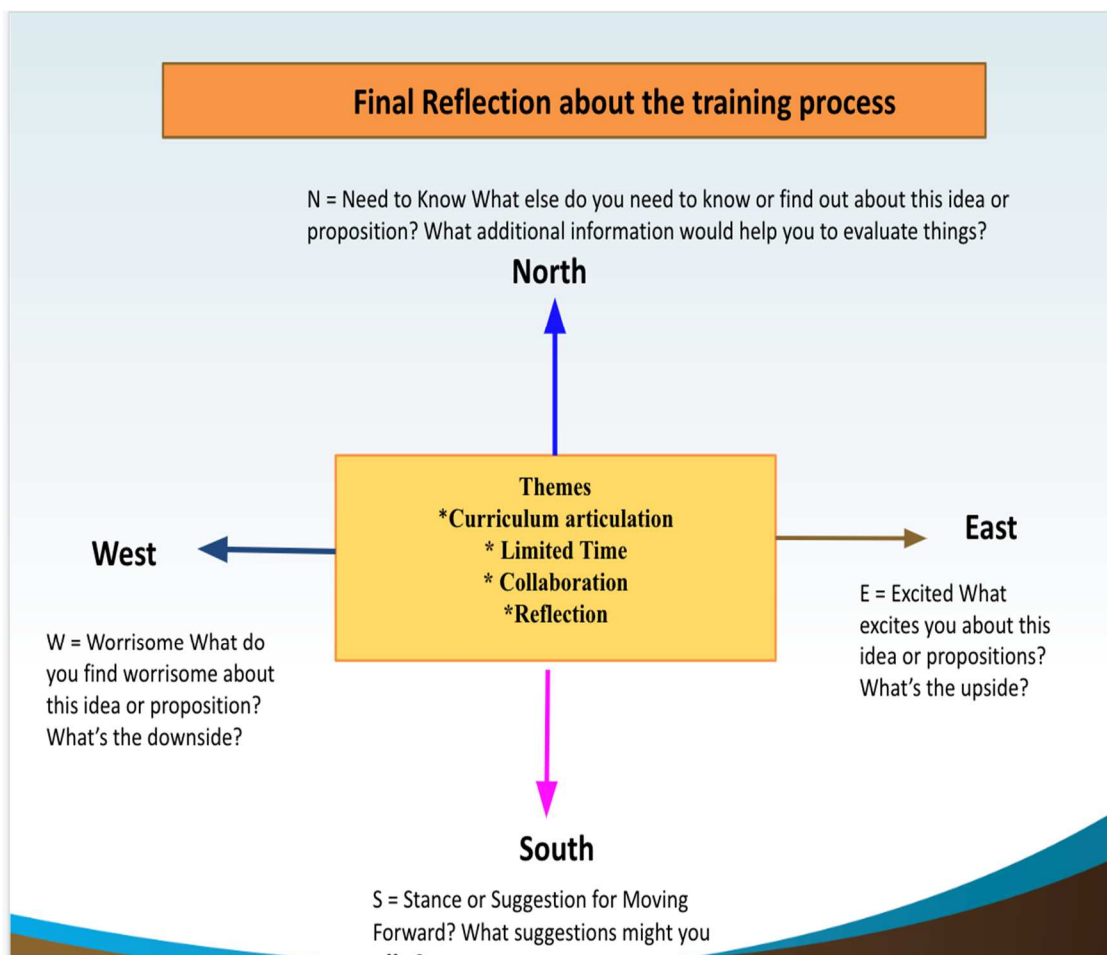 Final Reflection about the training process
N = Need to Know What else do you need to know or find out about this idea or
proposition? What additional information would help you to evaluate things?
North
Themes
*Curriculum articulation
* Limited Time
* Collaboration
*Reflection
West
W = Worrisome What do
you find worrisome about
this idea or proposition?
What's the downside?
East
E = Excited What
excites you about this
idea or propositions?
What's the upside?
South
S = Stance or Suggestion for Moving
Forward? What suggestions might you